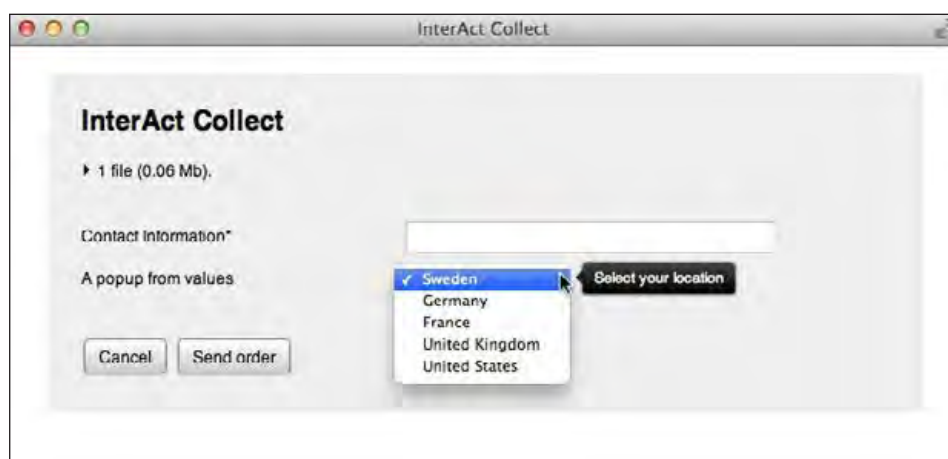 InterAct Collect
InterAct Collect
1 file (0.06 Mb).
Contact Information*
A popup from values
✓ Sweden
Select your location
Germany
France
United Kingdom
United States
Cancel
Send order